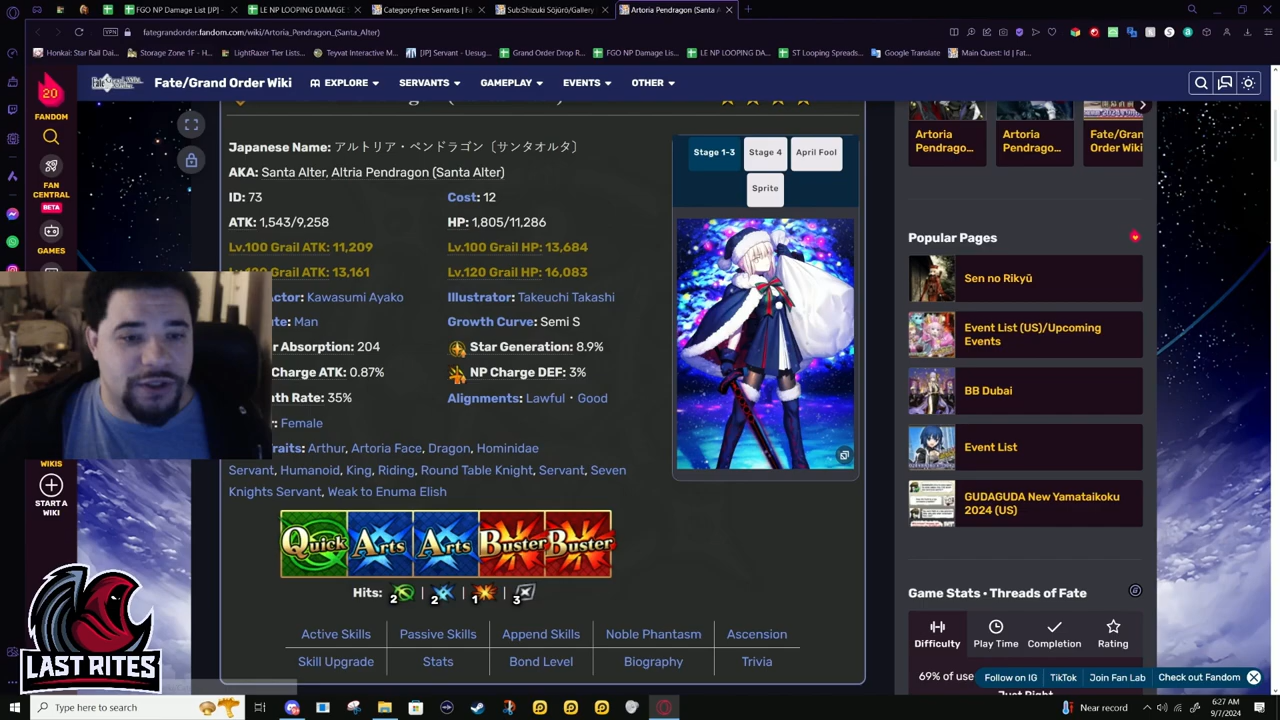 FGO NP Damage List [JP] -
LE NP LOOPING DAMAGE
Category:Free Servants | Fa
Sub:Shizuki Sōjūrō/Gallery
Artoria Pendragon (Santa A
VPN
fategrandorder.fandom.com/wiki/Artoria_Pendragon_(Santa_Alter)
Honkai: Star Rail Dai...
Storage Zone 1F - H...
LightRazer Tier Lists...
Teyvat Interactive M...
[JP] Servant - Uesug...
Grand Order Drop R...
FGO NP Damage Lis...
LE NP LOOPING DA...
ST Looping Spreads...
Google Translate
Main Quest: Id | Fat...
Fate/Grand Order Wiki
EXPLORE
SERVANTS
GAMEPLAY
EVENTS
OTHER
20
FANDOM
FAN CENTRAL
BETA
GAMES
WIKIS
START A WIKI
Japanese Name: アルトリア・ペンドラゴン〔サンタオルタ〕
AKA: Santa Alter, Altria Pendragon (Santa Alter)
ID: 73
Cost: 12
ATK: 1,543/9,258
HP: 1,805/11,286
Lv.100 Grail ATK: 11,209
Lv.100 Grail HP: 13,684
Grail ATK: 13,161
Lv.120 Grail HP: 16,083
Kawasumi Ayako
Illustrator: Takeuchi Takashi
Man
Growth Curve: Semi S
Absorption: 204
Star Generation: 8.9%
Charge ATK: 0.87%
NP Charge DEF: 3%
Rate: 35%
Alignments: Lawful・Good
Female
Arthur, Artoria Face, Dragon, Hominidae
Servant, Humanoid, King, Riding, Round Table Knight, Servant, Seven
Knights Servant, Weak to Enuma Elish
Quick Arts Arts Buster Buster
Hits: 2 | 2 | 1 | 3
Active Skills
Passive Skills
Append Skills
Noble Phantasm
Ascension
Skill Upgrade
Stats
Bond Level
Biography
Trivia
Stage 1-3
Stage 4
April Fool
Sprite
Artoria Pendrago...
Artoria Pendrago...
Fate/Gran Order Wiki
Popular Pages
Sen no Rikyū
Event List (US)/Upcoming
Events
BB Dubai
Event List
GUDAGUDA New Yamataikoku
2024 (US)
Game Stats • Threads of Fate
Difficulty
Play Time
Completion
Rating
69% of use
Just Right
Follow on IG
TikTok
Join Fan Lab
Check out Fandom
LAST RITES
Type here to search
Near record
6:27 AM
9/7/2024